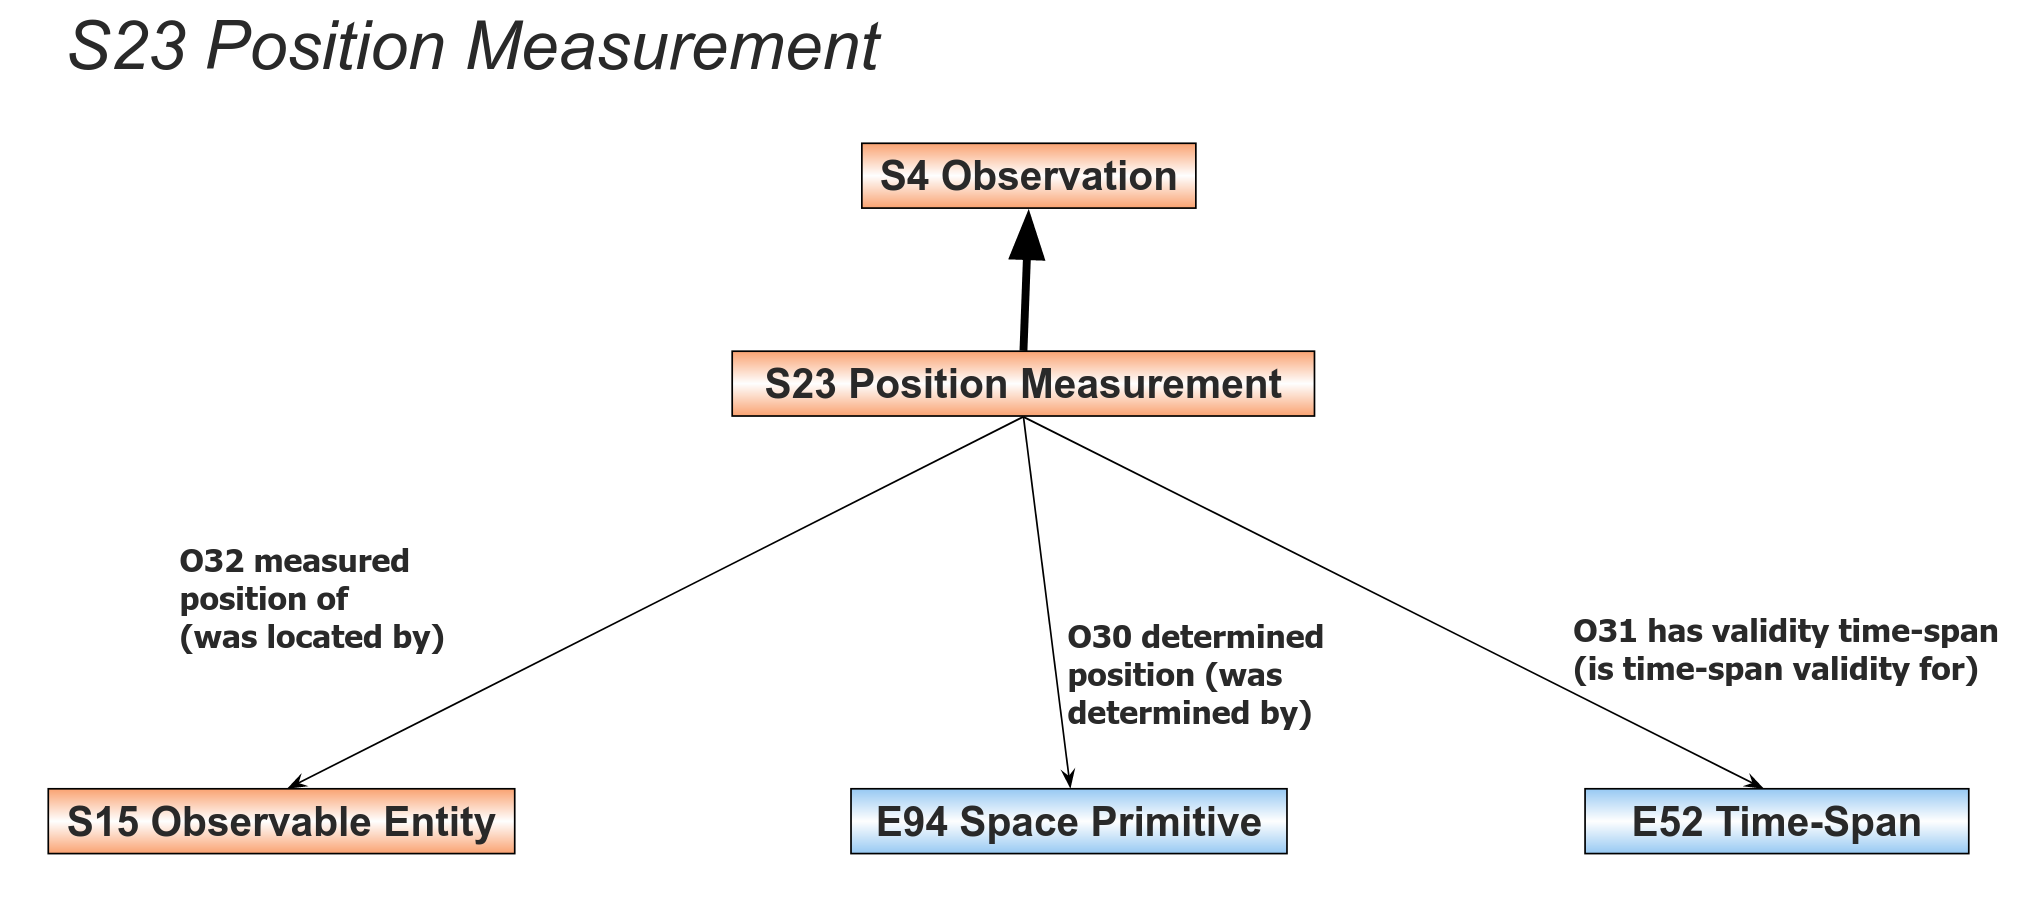 S23 Position Measurement
S4 Observation
S23 Position Measurement
O32 measured
position of
(was located by)
O30 determined
position (was
determined by)
O31 has validity time-span
(is time-span validity for)
S15 Observable Entity
E94 Space Primitive
E52 Time-Span